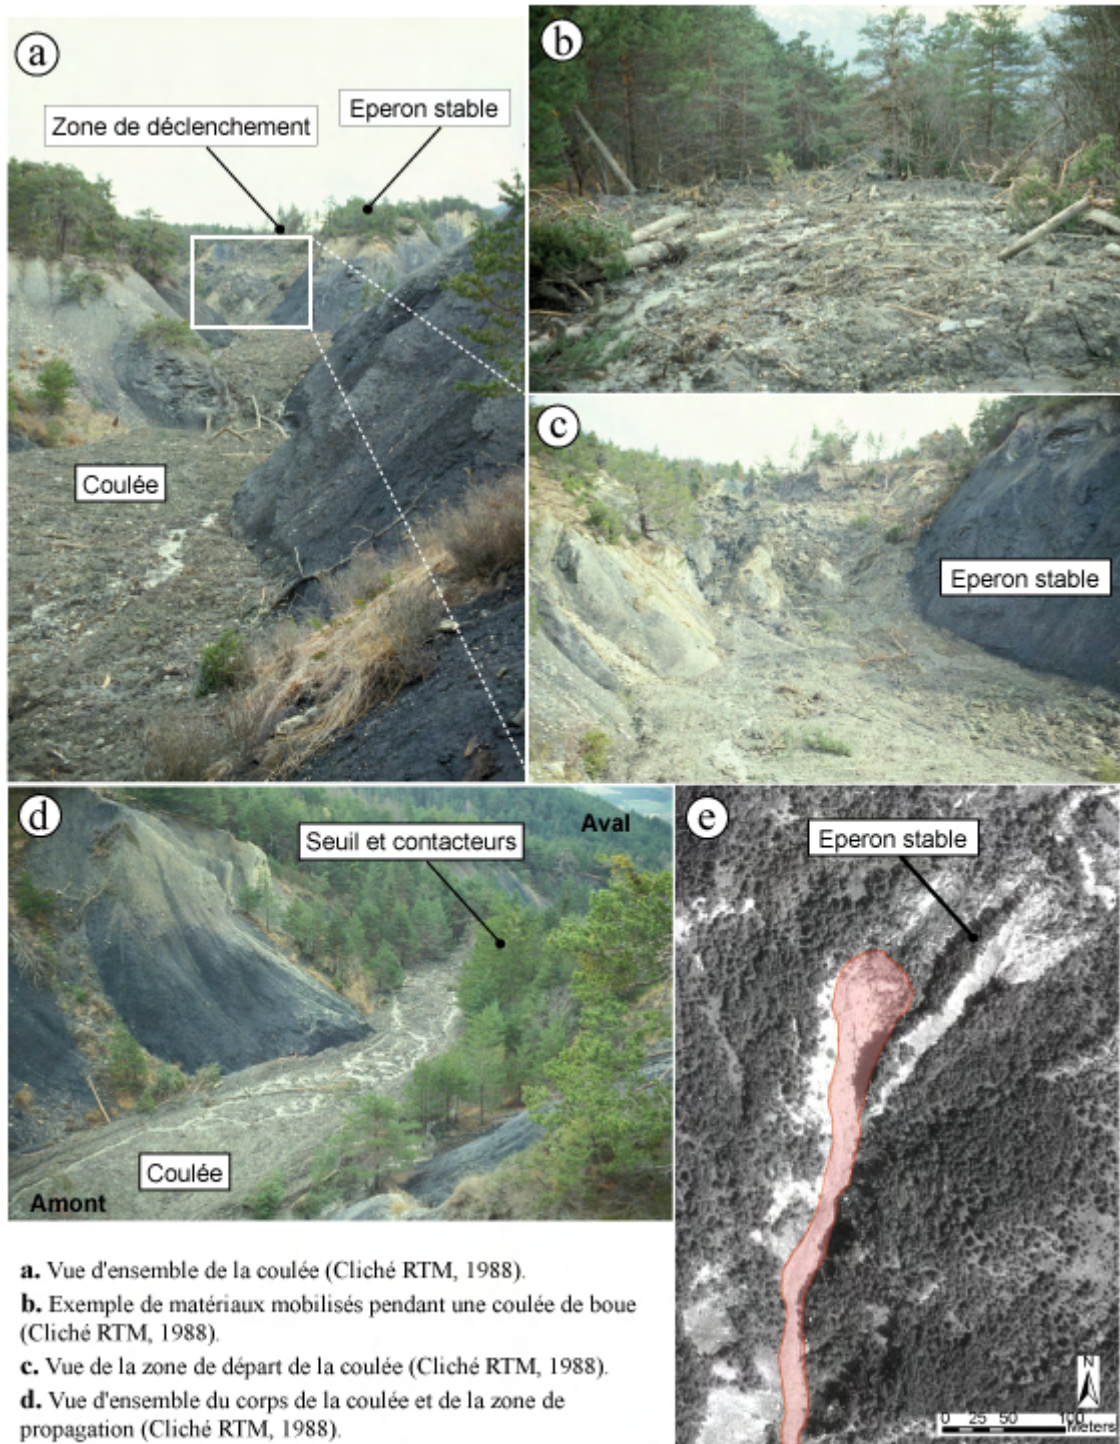 a
Zone de déclenchement
Eperon stable
Coulée
b
c
Eperon stable
d
Aval
Seuil et contacteurs
Coulée
Amont
e
Eperon stable
N
0 25 50 100
Meters
a. Vue d'ensemble de la coulée (Cliché RTM, 1988).
b. Exemple de matériaux mobilisés pendant une coulée de boue
(Cliché RTM, 1988).
c. Vue de la zone de départ de la coulée (Cliché RTM, 1988).
d. Vue d'ensemble du corps de la coulée et de la zone de
propagation (Cliché RTM, 1988).